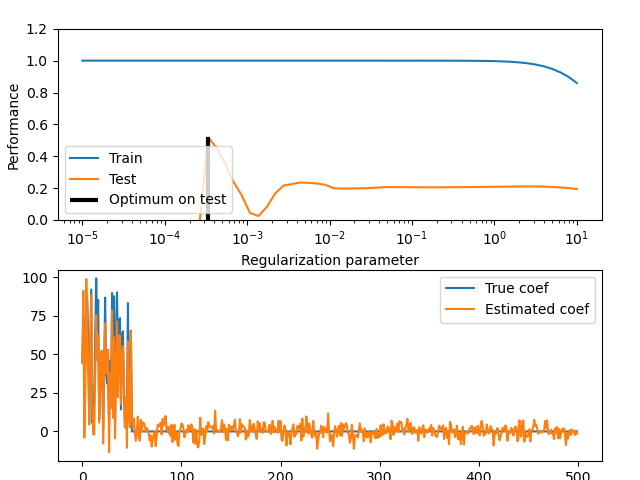 1.2
1.0
0.8
0.6
0.4
0.2
0.0
Performance
Train
Test
Optimum on test
10⁻⁵ 10⁻⁴ 10⁻³ 10⁻² 10⁻¹ 10⁰ 10¹
Regularization parameter
100
75
50
25
0
True coef
Estimated coef
0 100 200 300 400 500